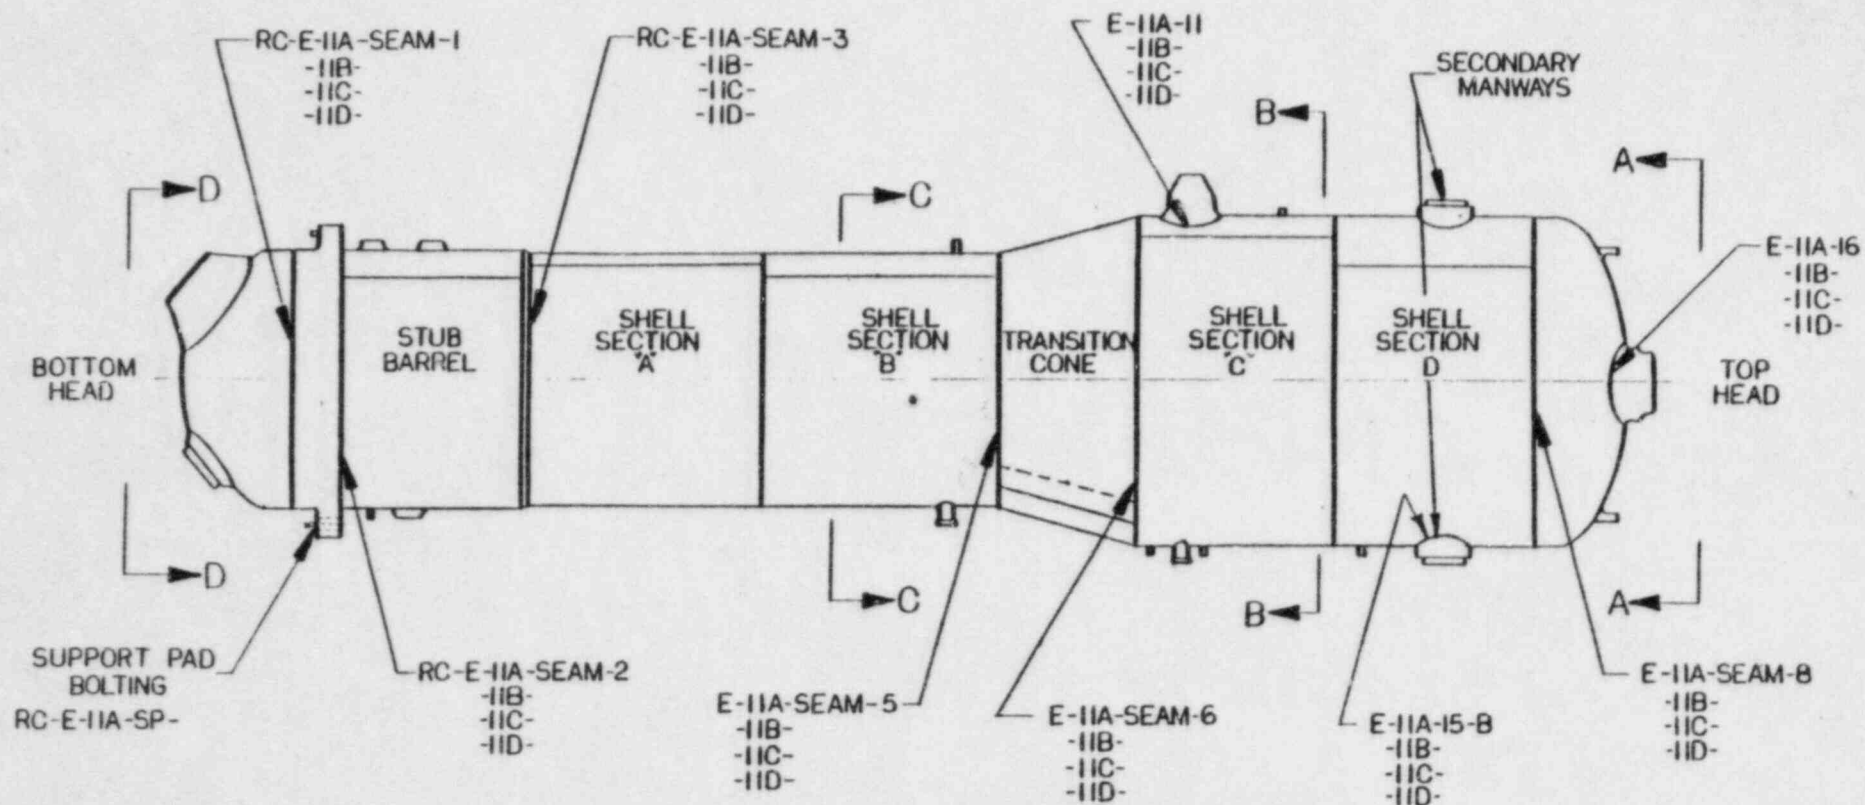 RC-E-11A-SEAM-1
-11B-
-11C-
-11D-
RC-E-11A-SEAM-3
-11B-
-11C-
-11D-
E-11A-11
-11B-
-11C-
-11D-
SECONDARY
MANWAYS
B
A
D
C
E-11A-16
-11B-
-11C-
-11D-
BOTTOM
HEAD
STUB
BARREL
SHELL
SECTION
"A"
SHELL
SECTION
"B"
TRANSITION
CONE
SHELL
SECTION
"C"
SHELL
SECTION
D
TOP
HEAD
D
C
B
A
SUPPORT PAD
BOLTING
RC-E-11A-SP-
RC-E-11A-SEAM-2
-11B-
-11C-
-11D-
E-11A-SEAM-5
-11B-
-11C-
-11D-
E-11A-SEAM-6
-11B-
-11C-
-11D-
E-11A-15-B
-11B-
-11C-
-11D-
E-11A-SEAM-8
-11B-
-11C-
-11D-